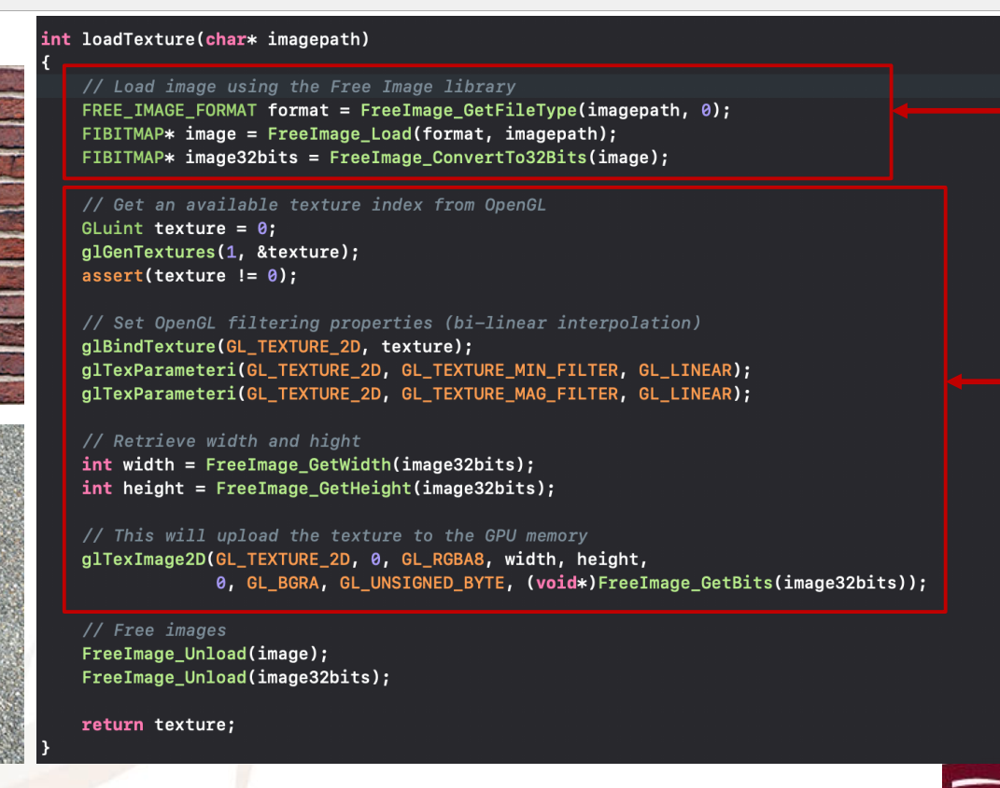 int loadTexture(char* imagepath)
{
// Load image using the Free Image library
FREE_IMAGE_FORMAT format = FreeImage_GetFileType(imagepath, 0);
FIBITMAP* image = FreeImage_Load(format, imagepath);
FIBITMAP* image32bits = FreeImage_ConvertTo32Bits(image);
// Get an available texture index from OpenGL
GLuint texture = 0;
glGenTextures(1, &texture);
assert(texture != 0);
// Set OpenGL filtering properties (bi-linear interpolation)
glBindTexture(GL_TEXTURE_2D, texture);
glTexParameteri(GL_TEXTURE_2D, GL_TEXTURE_MIN_FILTER, GL_LINEAR);
glTexParameteri(GL_TEXTURE_2D, GL_TEXTURE_MAG_FILTER, GL_LINEAR);
// Retrieve width and hight
int width = FreeImage_GetWidth(image32bits);
int height = FreeImage_GetHeight(image32bits);
// This will upload the texture to the GPU memory
glTexImage2D(GL_TEXTURE_2D, 0, GL_RGBA8, width, height,
0, GL_BGRA, GL_UNSIGNED_BYTE, (void*)FreeImage_GetBits(image32bits));
// Free images
FreeImage_Unload(image);
FreeImage_Unload(image32bits);
return texture;
}